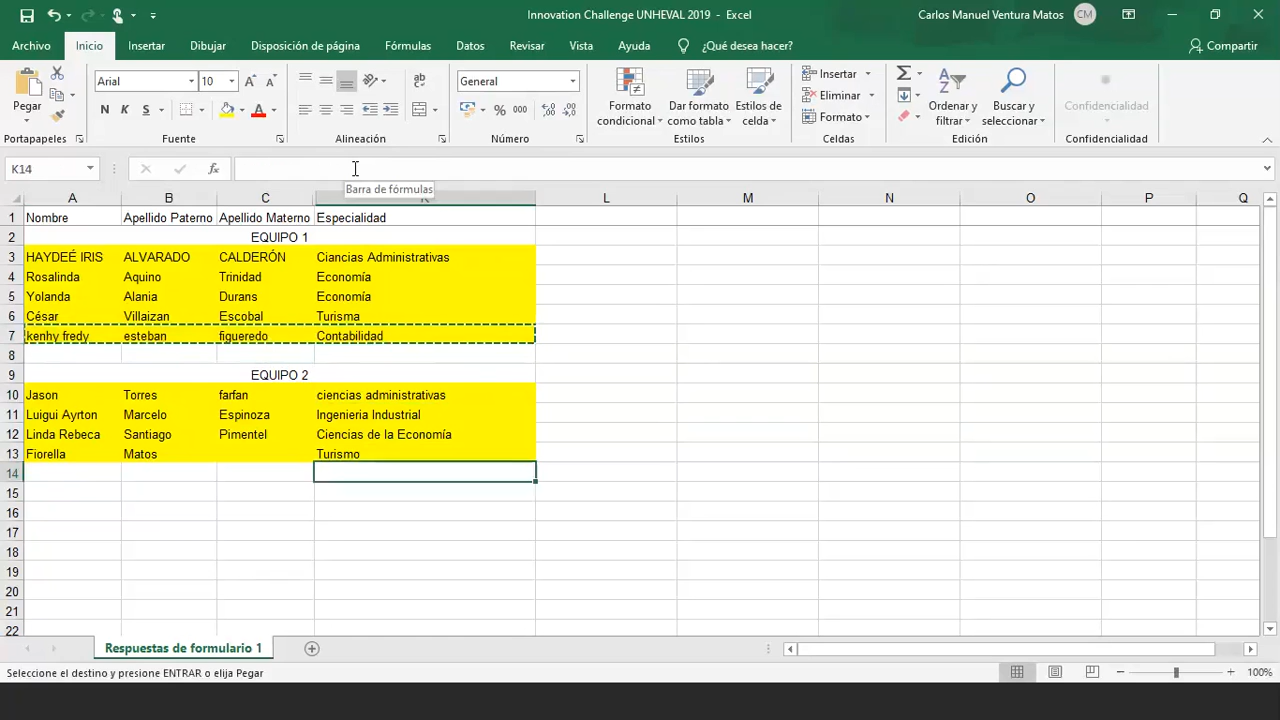 Innovation Challenge UNHEVAL 2019 - Excel
Carlos Manuel Ventura Matos CM
Archivo Inicio Insertar Dibujar Disposición de página Fórmulas Datos Revisar Vista Ayuda ¿Qué desea hacer? Compartir
Pegar
Arial 10
N K S
General
% 000
Formato condicional
Dar formato como tabla
Estilos de celda
Insertar
Eliminar
Formato
Ordenar y filtrar
Buscar y seleccionar
Confidencialidad
Portapapeles Fuente Alineación Número Estilos Celdas Edición Confidencialidad
K14 fx
Barra de fórmulas
A B C K L M N O P Q
1 Nombre Apellido Paterno Apellido Materno Especialidad
2 EQUIPO 1
3 HAYDEÉ IRIS ALVARADO CALDERÓN Ciancias Administrativas
4 Rosalinda Aquino Trinidad Economía
5 Yolanda Alania Durans Economía
6 César Villaizan Escobal Turisma
7 kenhy fredy esteban figueredo Contabilidad
8
9 EQUIPO 2
10 Jason Torres farfan ciencias administrativas
11 Luigui Ayrton Marcelo Espinoza Ingenieria Industrial
12 Linda Rebeca Santiago Pimentel Ciencias de la Economía
13 Fiorella Matos Turismo
14
15
16
17
18
19
20
21
22
Respuestas de formulario 1
Seleccione el destino y presione ENTRAR o elija Pegar
100%